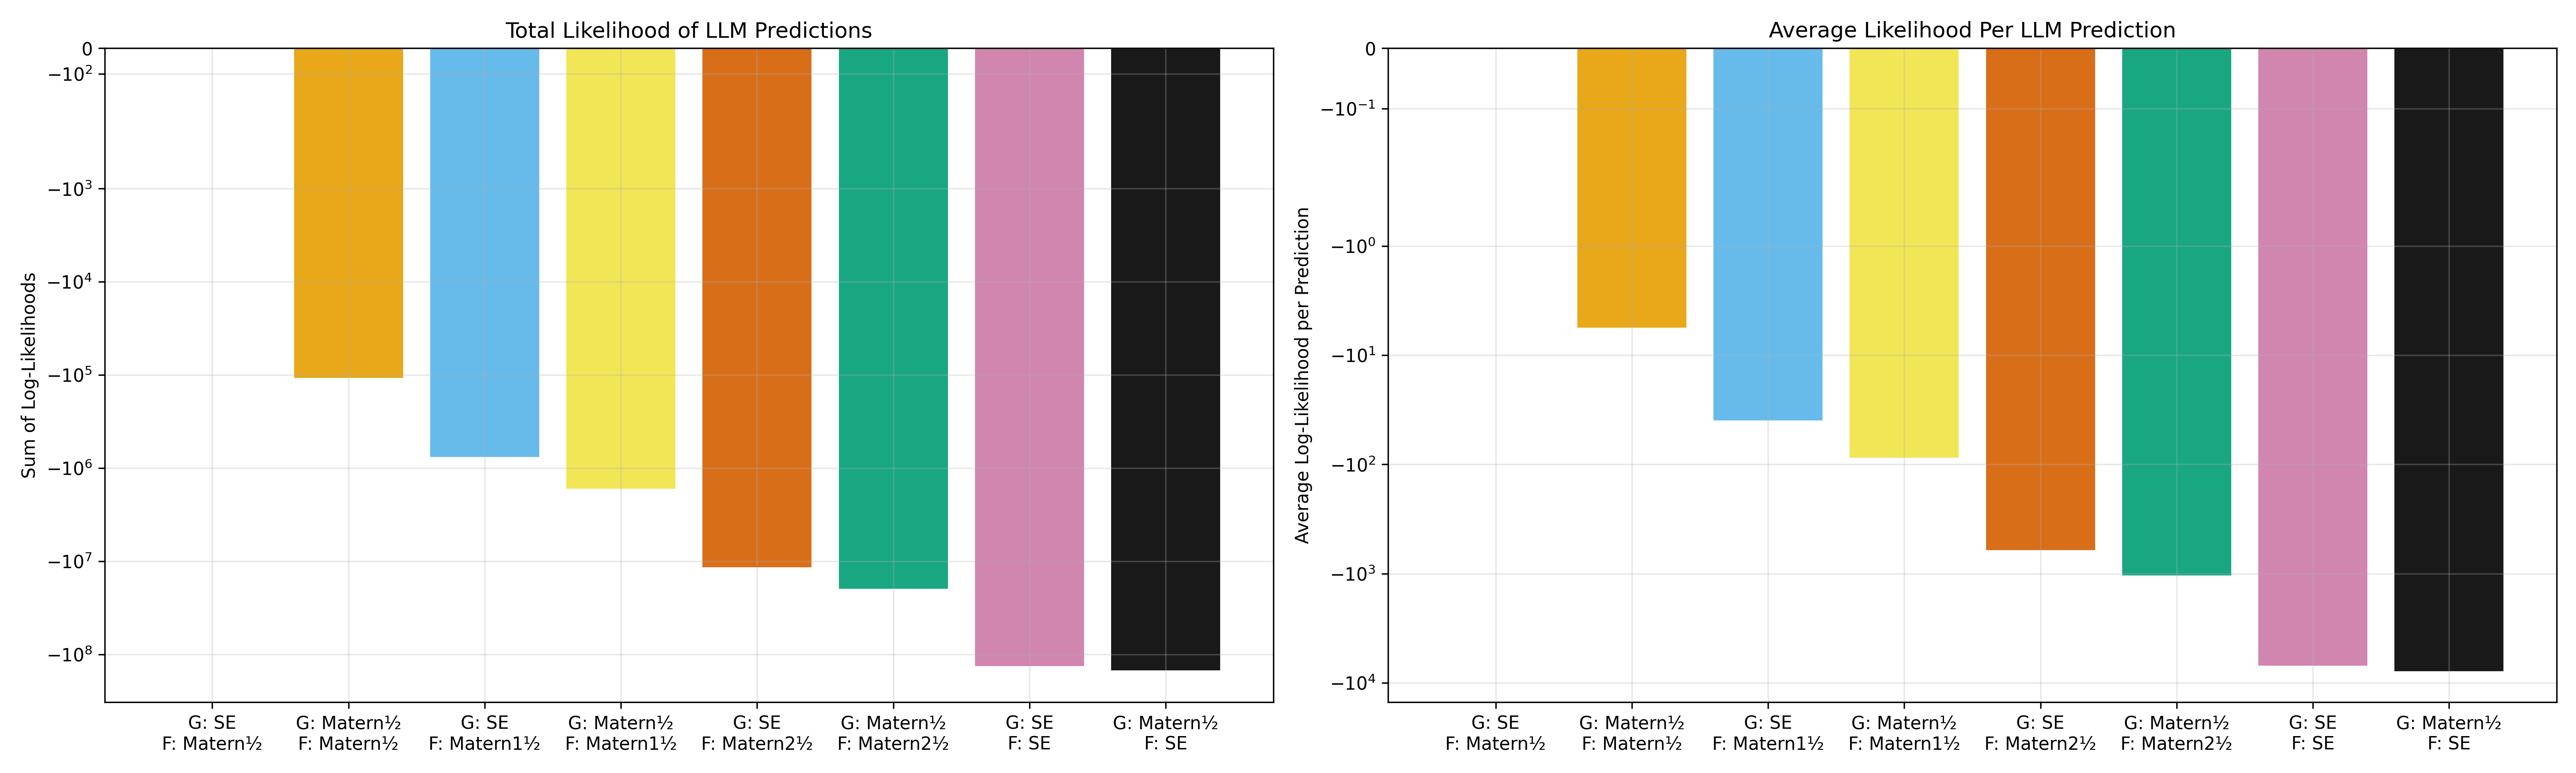 Total Likelihood of LLM Predictions
Sum of Log-Likelihoods
0
−10²
−10³
−10⁴
−10⁵
−10⁶
−10⁷
−10⁸
G: SE
F: Matern½
G: Matern½
F: Matern½
G: SE
F: Matern1½
G: Matern½
F: Matern1½
G: SE
F: Matern2½
G: Matern½
F: Matern2½
G: SE
F: SE
G: Matern½
F: SE
Average Likelihood Per LLM Prediction
Average Log-Likelihood per Prediction
0
−10⁻¹
−10⁰
−10¹
−10²
−10³
−10⁴
G: SE
F: Matern½
G: Matern½
F: Matern½
G: SE
F: Matern1½
G: Matern½
F: Matern1½
G: SE
F: Matern2½
G: Matern½
F: Matern2½
G: SE
F: SE
G: Matern½
F: SE